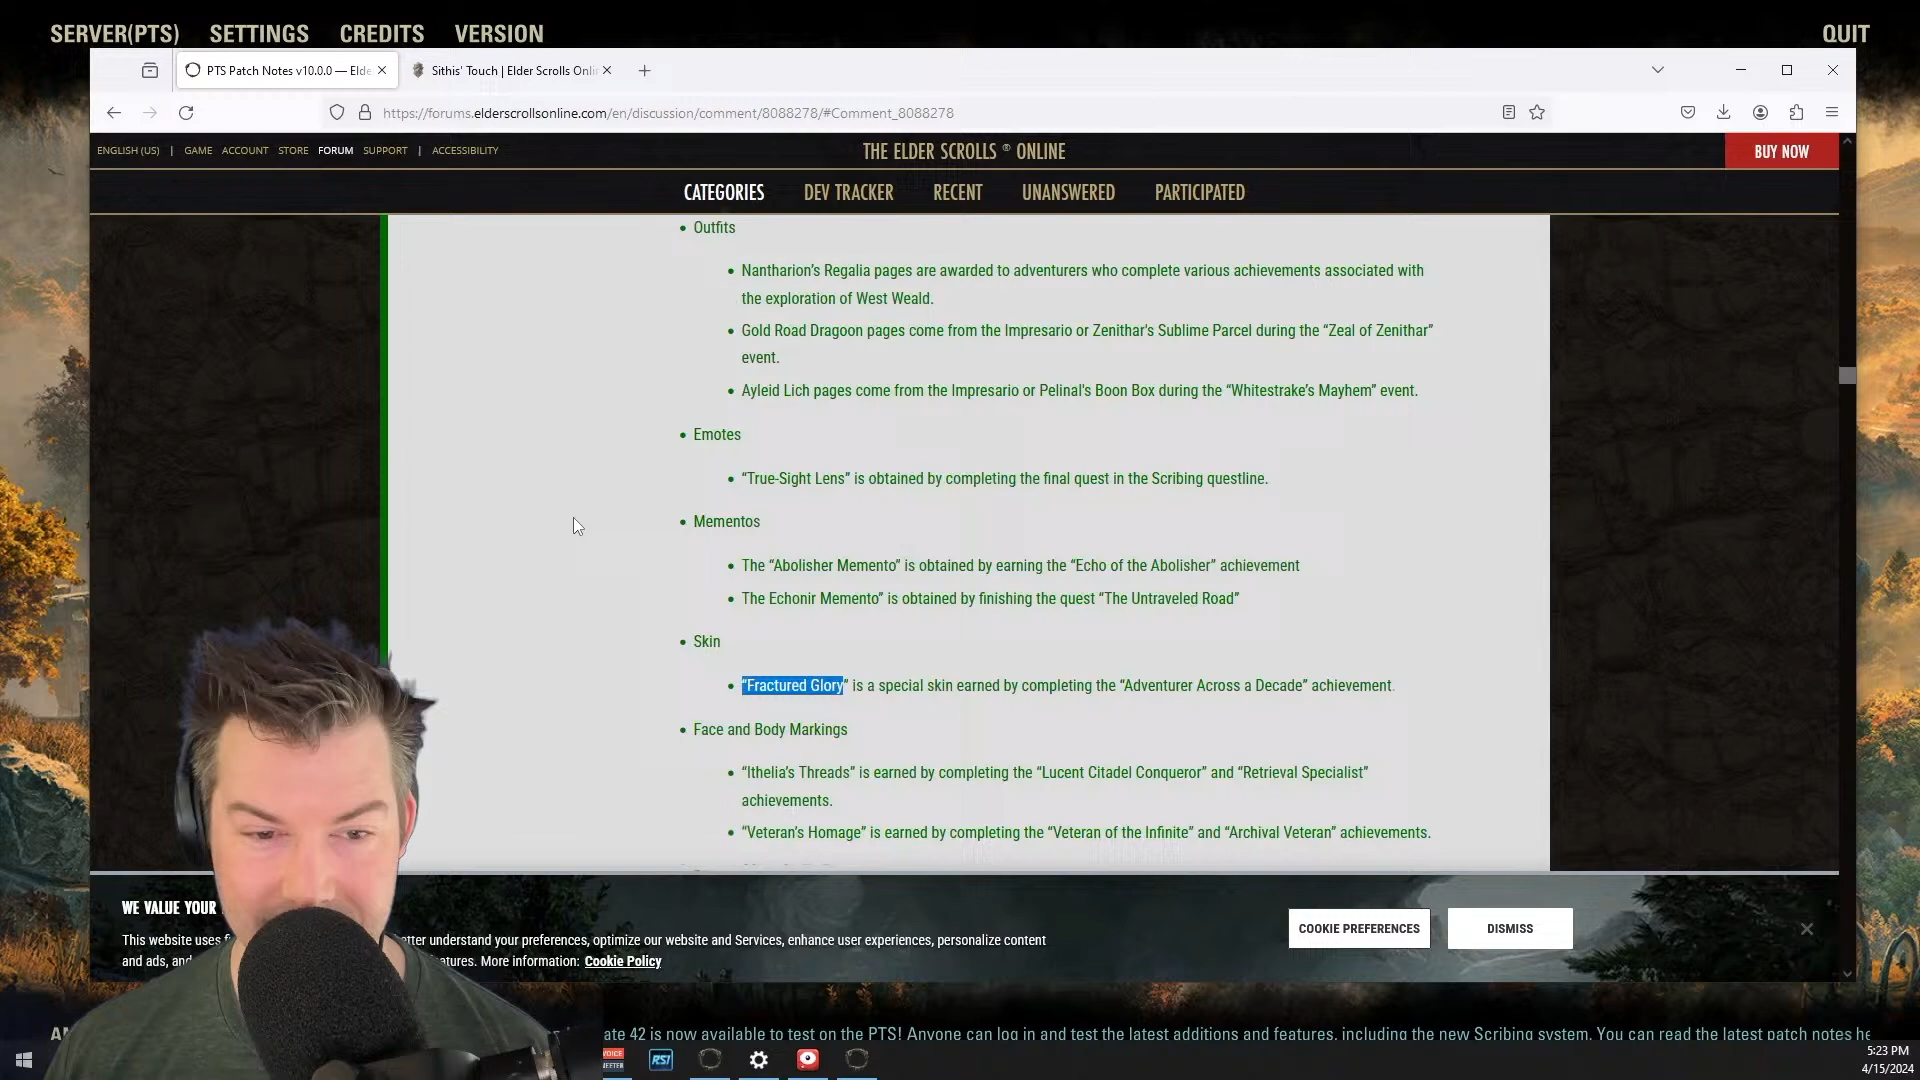 SERVER(PTS) SETTINGS CREDITS VERSION QUIT
PTS Patch Notes v10.0.0 — Elde
Sithis' Touch | Elder Scrolls Onli
https://forums.elderscrollsonline.com/en/discussion/comment/8088278/#Comment_8088278
ENGLISH (US) | GAME ACCOUNT STORE FORUM SUPPORT | ACCESSIBILITY
THE ELDER SCROLLS ® ONLINE
BUY NOW
CATEGORIES DEV TRACKER RECENT UNANSWERED PARTICIPATED
• Outfits
• Nantharion’s Regalia pages are awarded to adventurers who complete various achievements associated with
the exploration of West Weald.
• Gold Road Dragoon pages come from the Impresario or Zenithar's Sublime Parcel during the “Zeal of Zenithar”
event.
• Ayleid Lich pages come from the Impresario or Pelinal's Boon Box during the “Whitestrake’s Mayhem” event.
• Emotes
• “True-Sight Lens” is obtained by completing the final quest in the Scribing questline.
• Mementos
• The “Abolisher Memento” is obtained by earning the “Echo of the Abolisher” achievement
• The Echonir Memento” is obtained by finishing the quest “The Untraveled Road”
• Skin
• “Fractured Glory” is a special skin earned by completing the “Adventurer Across a Decade” achievement.
• Face and Body Markings
• “Ithelia’s Threads” is earned by completing the “Lucent Citadel Conqueror” and “Retrieval Specialist”
achievements.
• “Veteran’s Homage” is earned by completing the “Veteran of the Infinite” and “Archival Veteran” achievements.
WE VALUE YOUR
This website uses etter understand your preferences, optimize our website and Services, enhance user experiences, personalize content
and ads, and atures. More information: Cookie Policy
COOKIE PREFERENCES
DISMISS
ate 42 is now available to test on the PTS! Anyone can log in and test the latest additions and features, including the new Scribing system. You can read the latest patch notes he
VOICE
MEETER
RSI
5:23 PM
4/15/2024